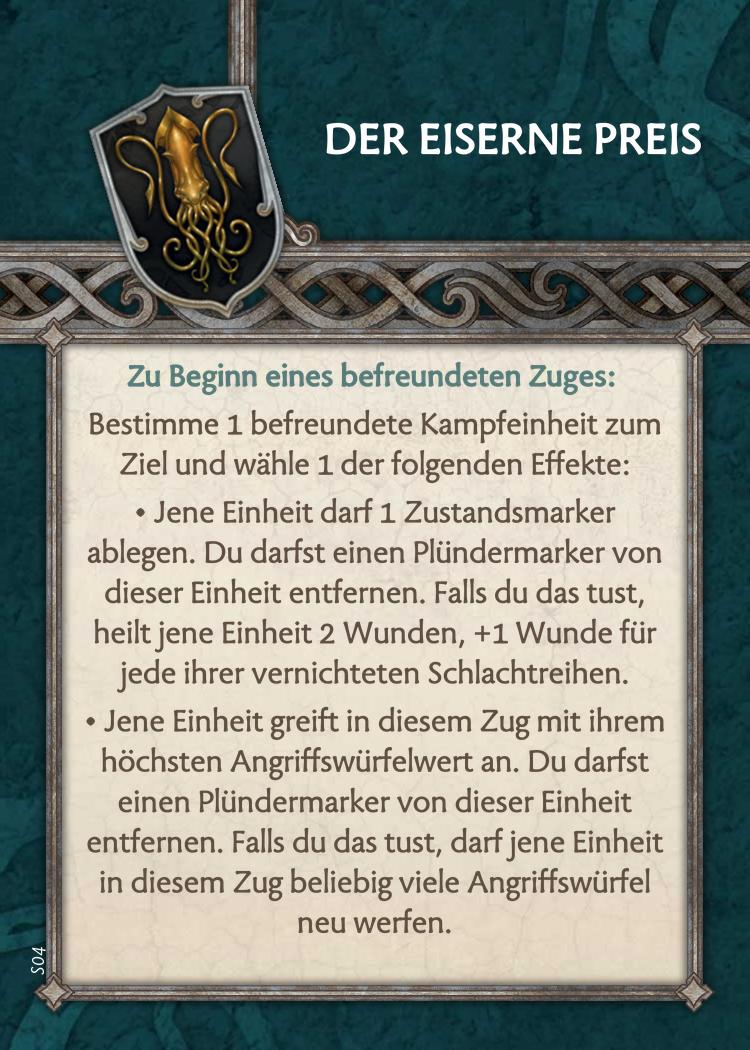 DER EISERNE PREIS
Zu Beginn eines befreundeten Zuges:
Bestimme 1 befreundete Kampfeinheit zum
Ziel und wähle 1 der folgenden Effekte:
• Jene Einheit darf 1 Zustandsmarker
ablegen. Du darfst einen Plündermarker von
dieser Einheit entfernen. Falls du das tust,
heilt jene Einheit 2 Wunden, +1 Wunde für
jede ihrer vernichteten Schlachtreihen.
• Jene Einheit greift in diesem Zug mit ihrem
höchsten Angriffswürfelwert an. Du darfst
einen Plündermarker von dieser Einheit
entfernen. Falls du das tust, darf jene Einheit
in diesem Zug beliebig viele Angriffswürfel
neu werfen.
S04